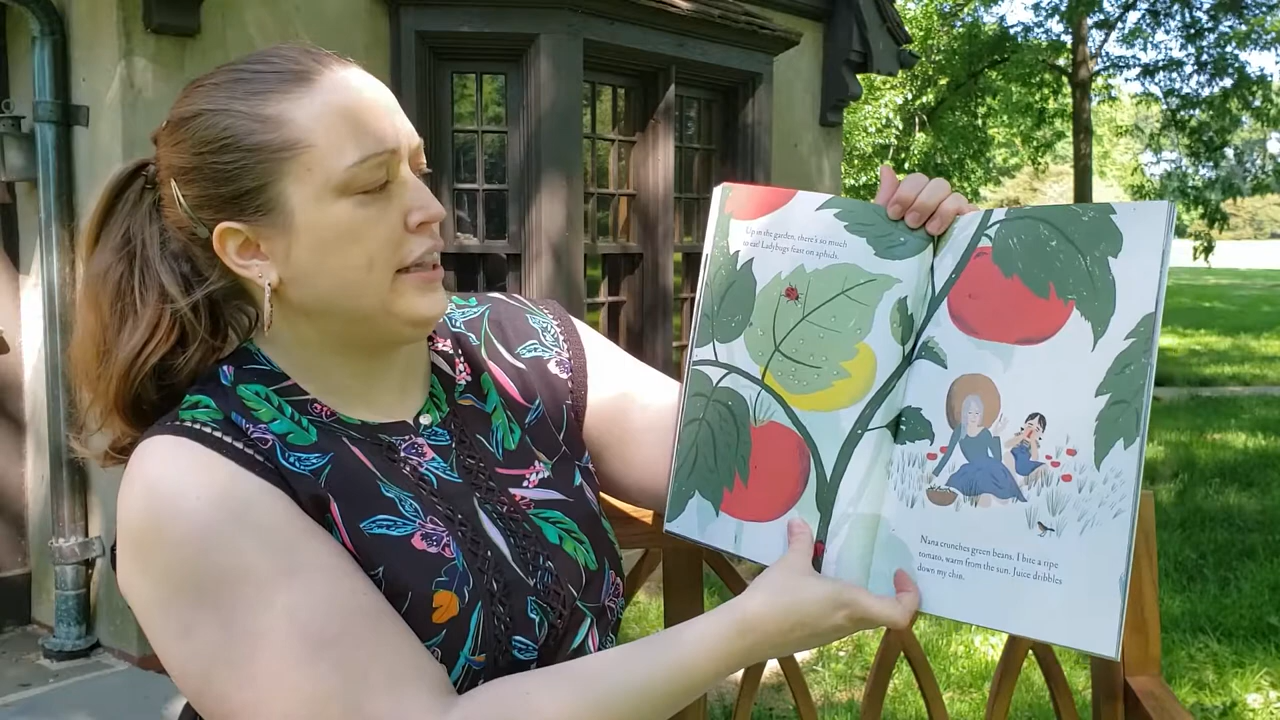 Up in the garden, there's so much
to eat! Ladybugs feast on aphids.
Nana crunches green beans. I bite a ripe
tomato, warm from the sun. Juice dribbles
down my chin.